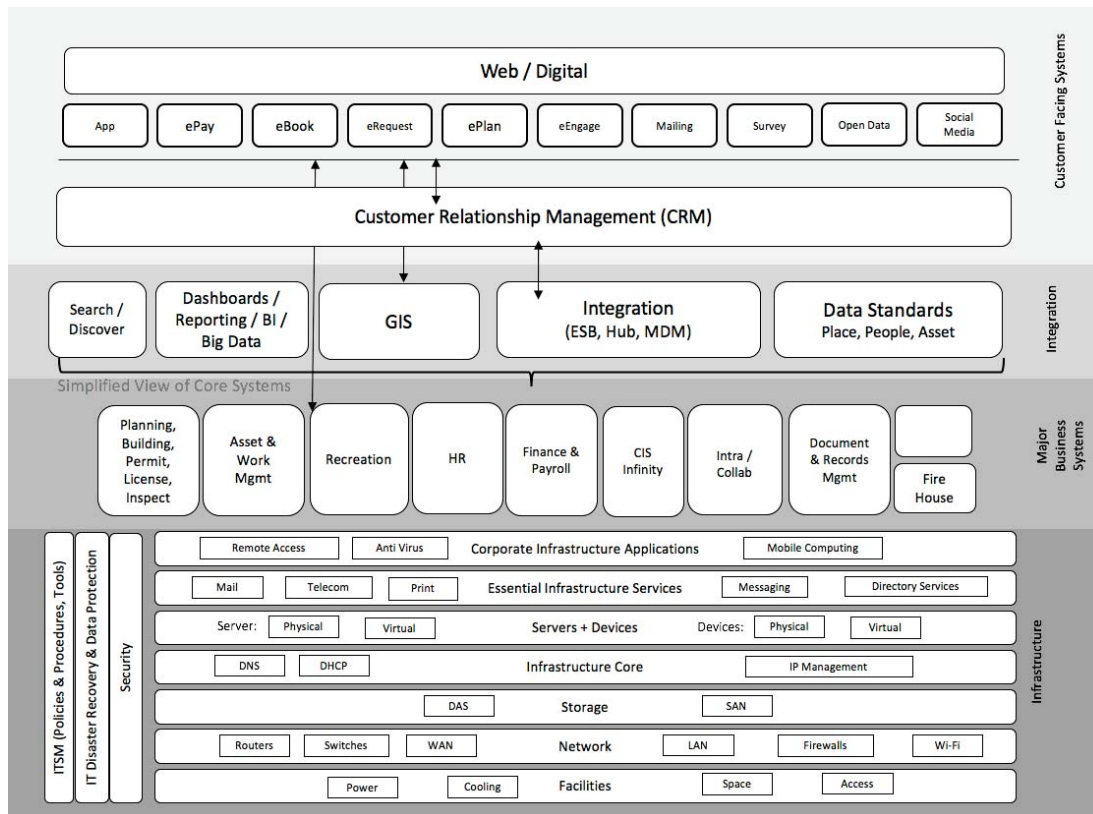 Web / Digital
App
ePay
eBook
eRequest
ePlan
eEngage
Mailing
Survey
Open Data
Social
Media
Customer Facing Systems
Customer Relationship Management (CRM)
Search /
Discover
Dashboards /
Reporting / BI /
Big Data
GIS
Integration
(ESB, Hub, MDM)
Data Standards
Place, People, Asset
Integration
Simplified View of Core Systems
Planning,
Building,
Permit,
License,
Inspect
Asset &
Work
Mgmt
Recreation
HR
Finance &
Payroll
CIS
Infinity
Intra /
Collab
Document
& Records
Mgmt
Fire
House
Major
Business
Systems
ITSM (Policies & Procedures, Tools)
IT Disaster Recovery & Data Protection
Security
Remote Access
Anti Virus
Corporate Infrastructure Applications
Mobile Computing
Mail
Telecom
Print
Essential Infrastructure Services
Messaging
Directory Services
Server:
Physical
Virtual
Servers + Devices
Devices:
Physical
Virtual
DNS
DHCP
Infrastructure Core
IP Management
DAS
Storage
SAN
Routers
Switches
WAN
Network
LAN
Firewalls
Wi-Fi
Power
Cooling
Facilities
Space
Access
Infrastructure